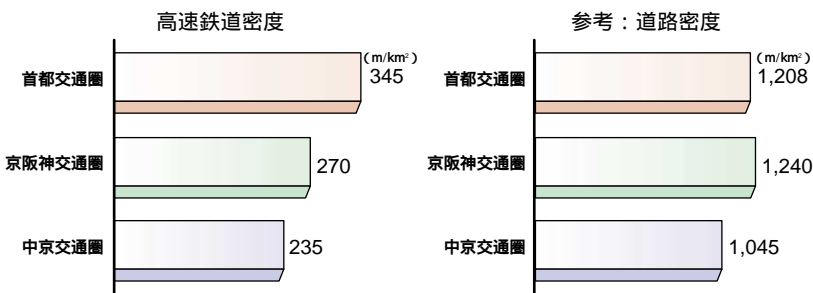 高速鉄道密度
(m/km²)
首都交通圏 345
京阪神交通圏 270
中京交通圏 235
参考：道路密度
(m/km²)
首都交通圏 1,208
京阪神交通圏 1,240
中京交通圏 1,045